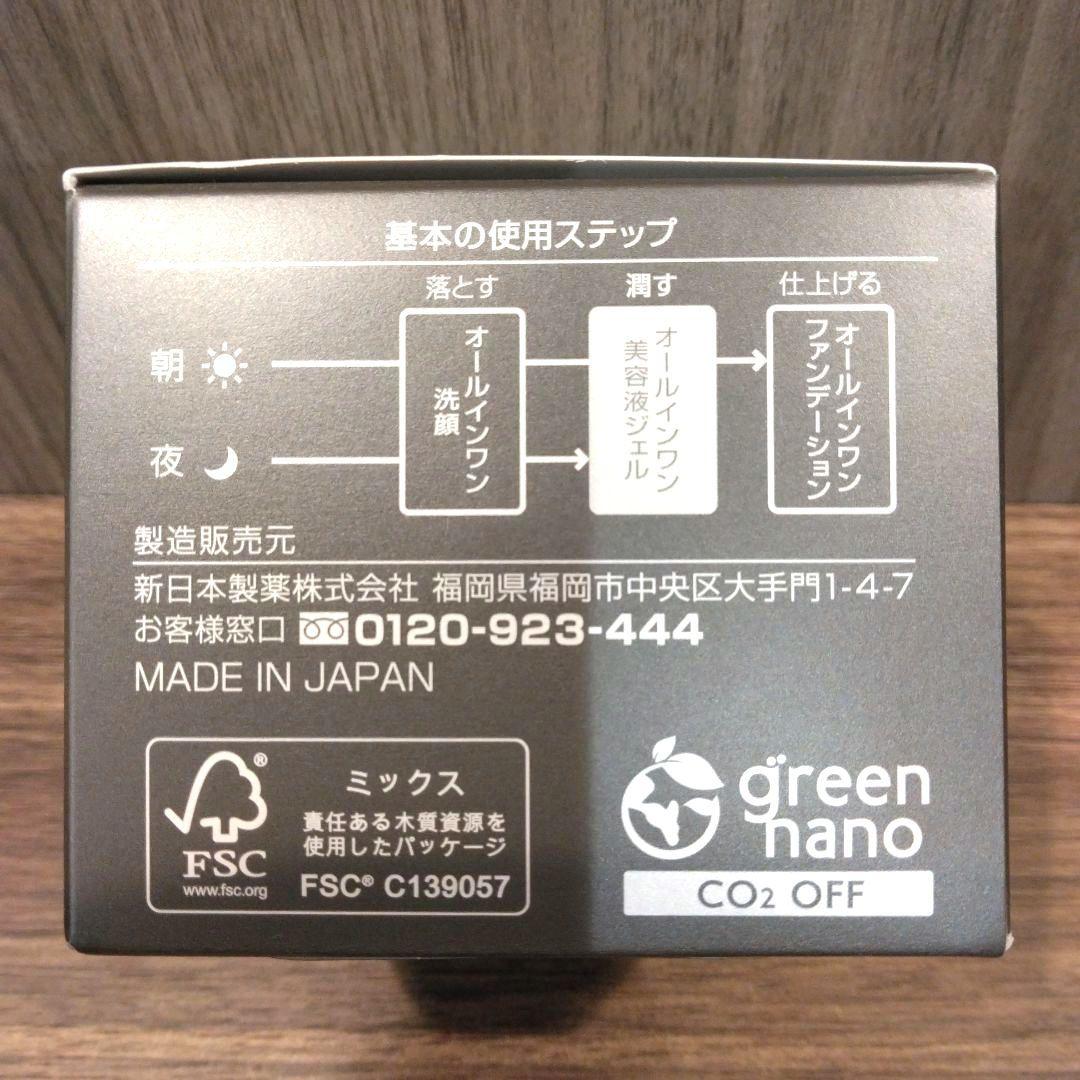 基本の使用ステップ
落とす 潤す 仕上げる
朝
夜
オールインワン
洗顔
オールインワン
美容液ジェル
オールインワン
ファンデーション
製造販売元
新日本製薬株式会社 福岡県福岡市中央区大手門1-4-7
お客様窓口 0120-923-444
MADE IN JAPAN
FSC®
www.fsc.org
ミックス
責任ある木質資源を
使用したパッケージ
FSC® C139057
green
nano
CO2 OFF